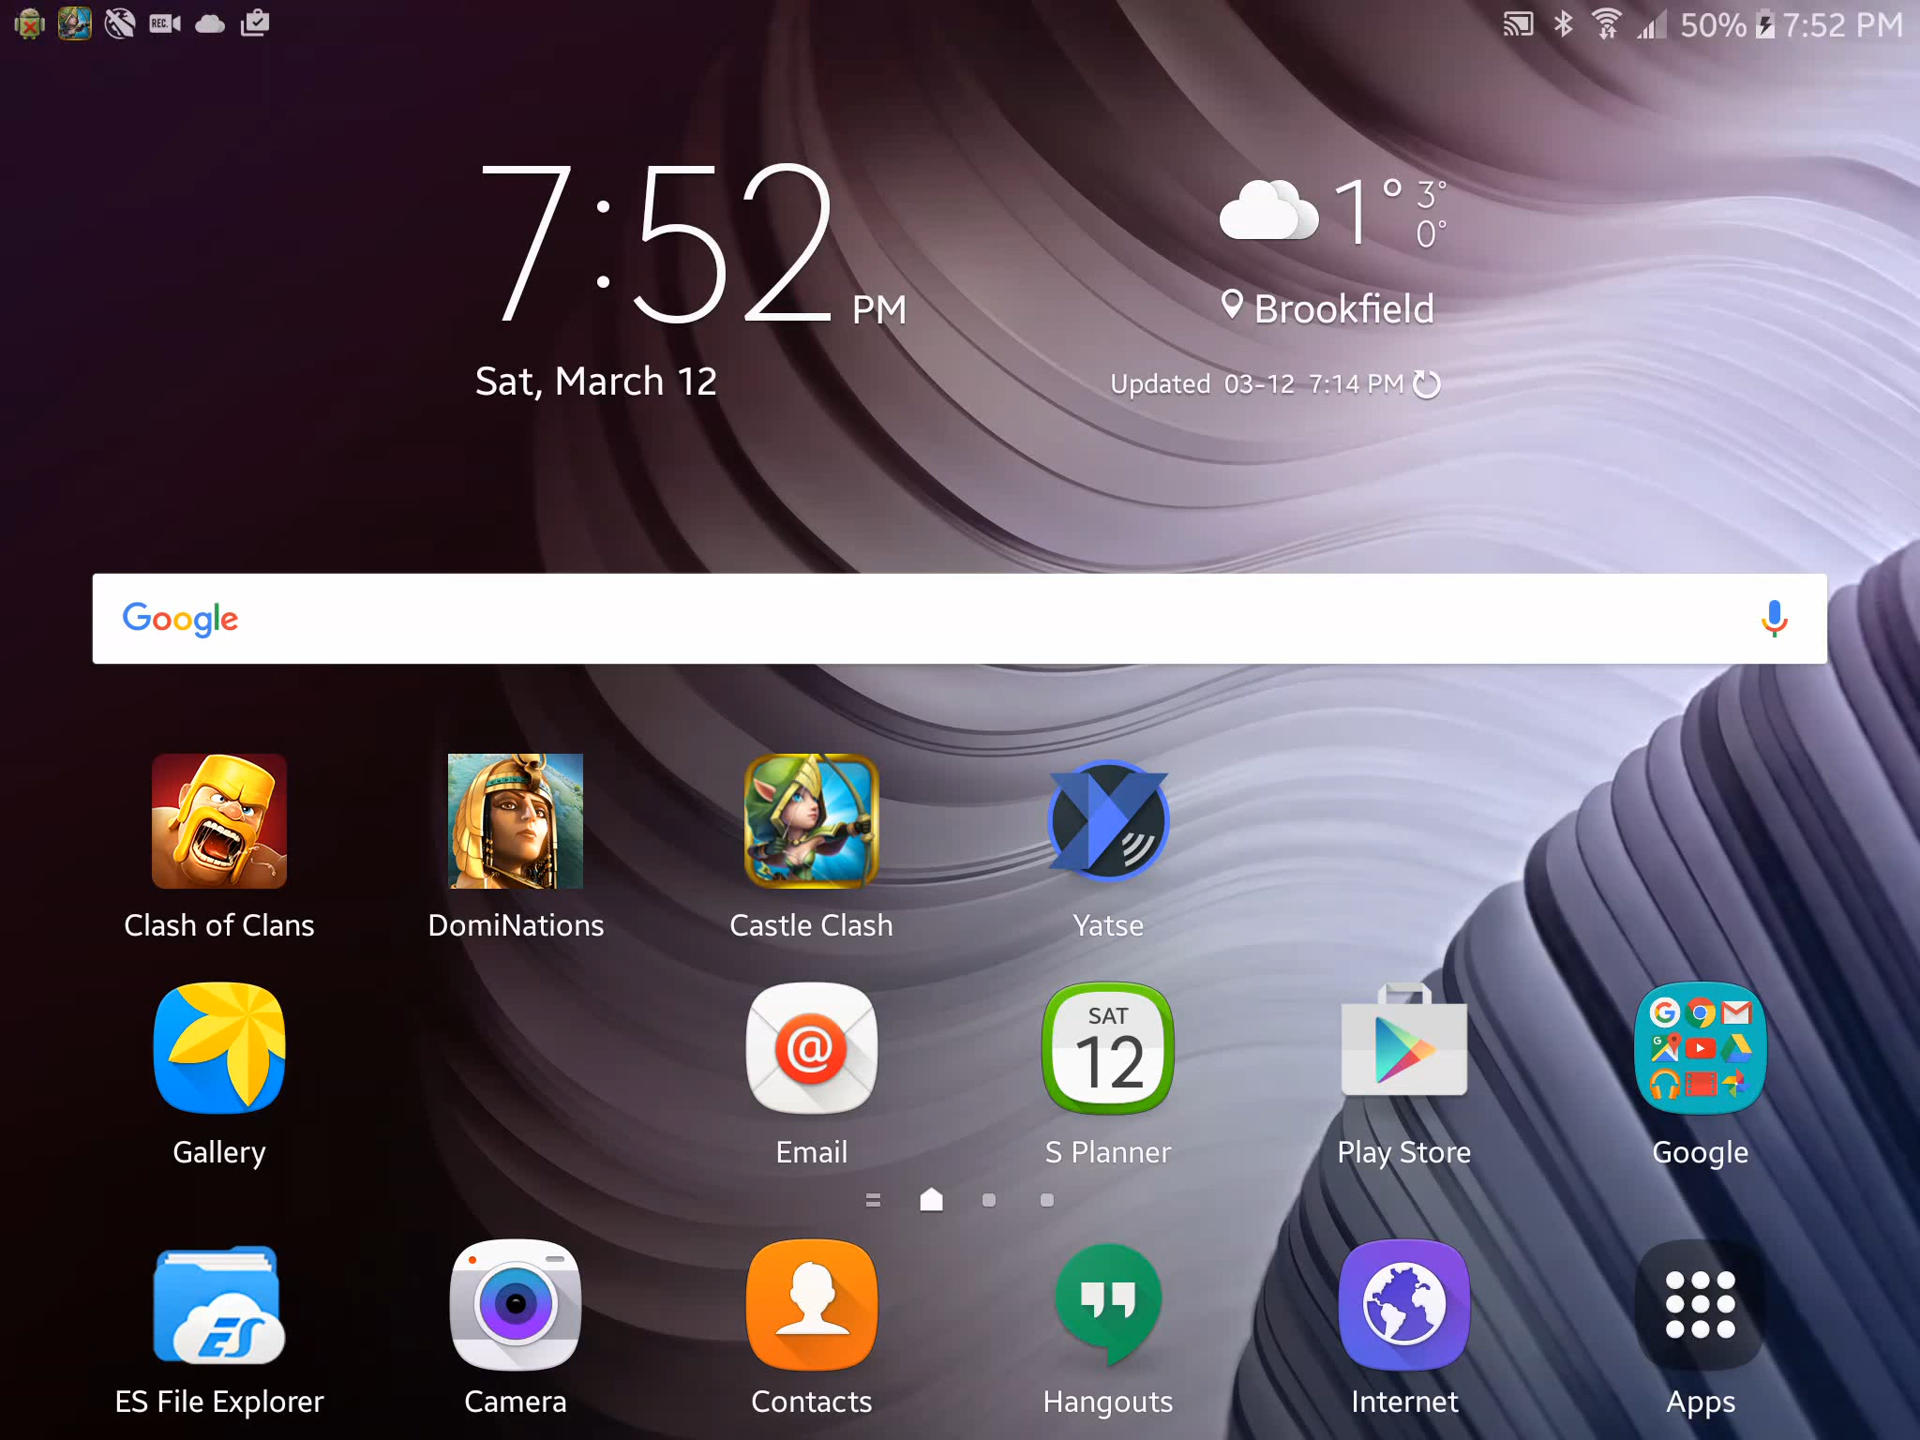 REC
50% 7:52 PM
7:52 PM
Sat, March 12
1° 3°
0°
Brookfield
Updated 03-12 7:14 PM
Google
Clash of Clans
DomiNations
Castle Clash
Yatse
@
SAT
12
Gallery
Email
S Planner
Play Store
Google
ES
ES File Explorer
Camera
Contacts
Hangouts
Internet
Apps